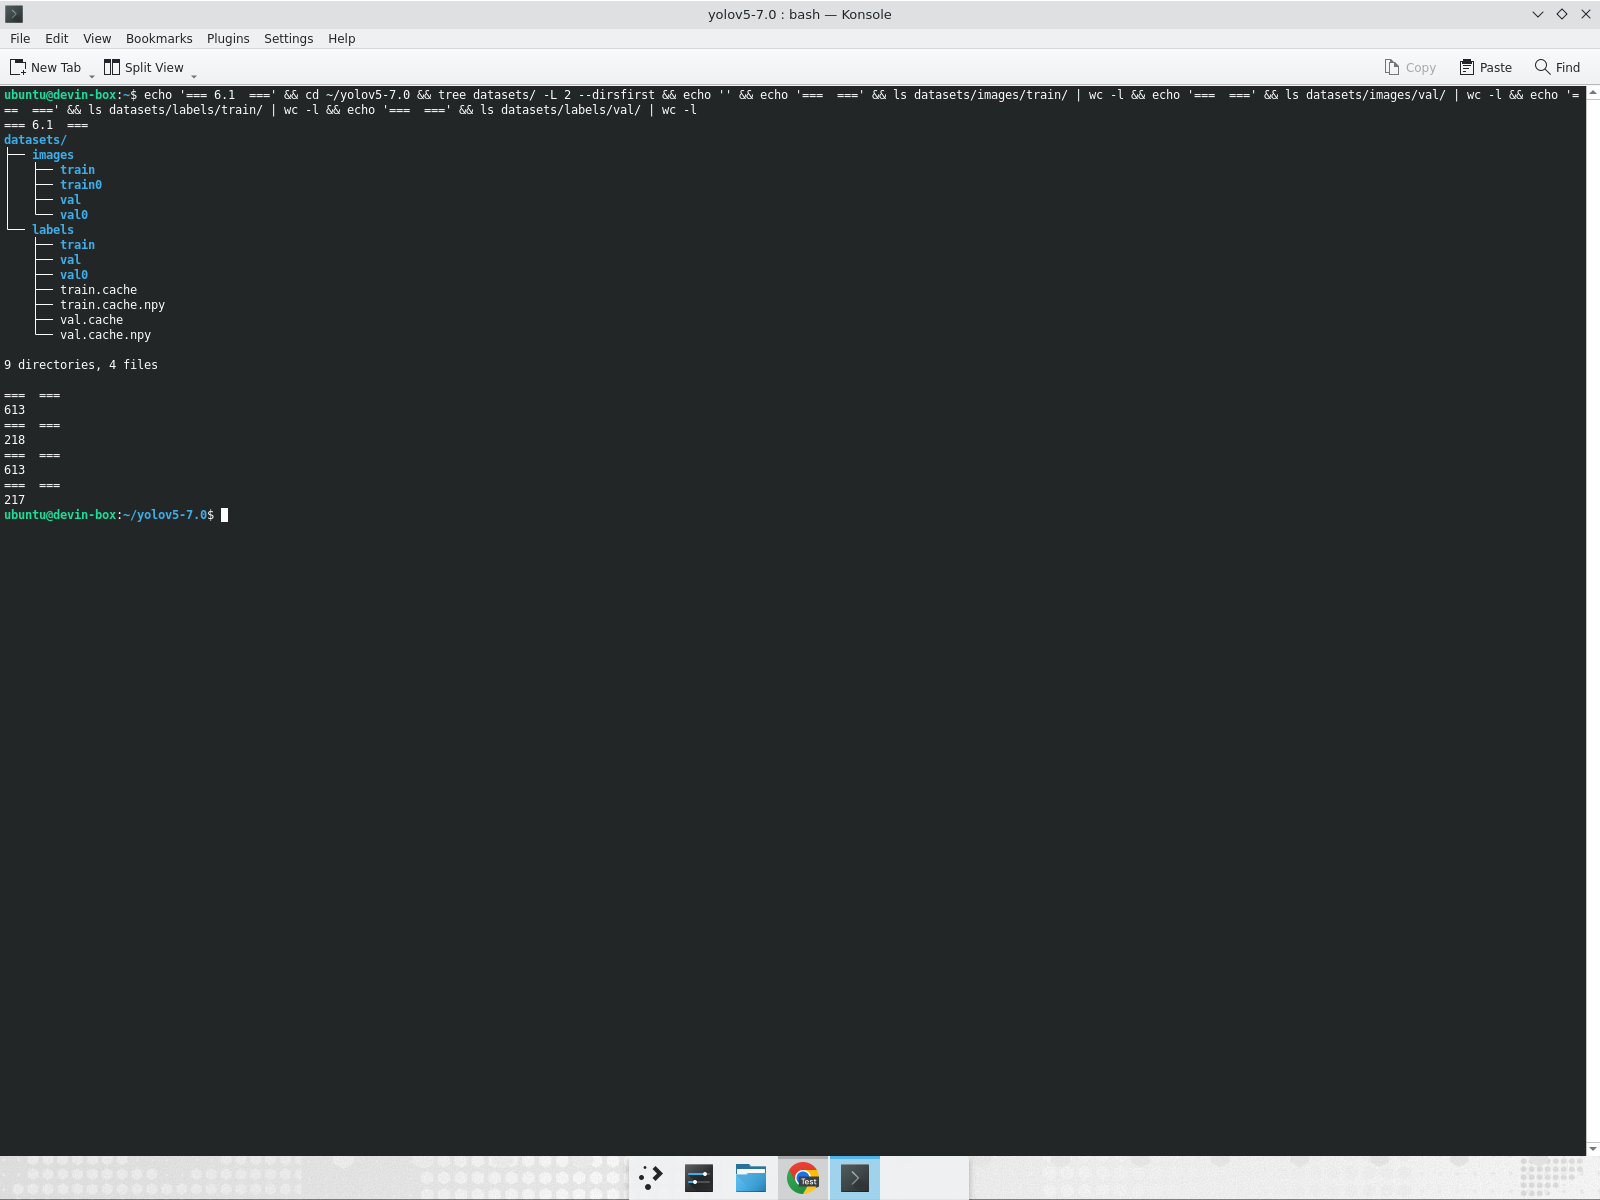 yolov5-7.0 : bash — Konsole
File Edit View Bookmarks Plugins Settings Help
New Tab Split View Copy Paste Find
ubuntu@devin-box:~$ echo '=== 6.1  ===' && cd ~/yolov5-7.0 && tree datasets/ -L 2 --dirsfirst && echo '' && echo '===  ===' && ls datasets/images/train/ | wc -l && echo '===  ===' && ls datasets/images/val/ | wc -l && echo '=
==  ===' && ls datasets/labels/train/ | wc -l && echo '===  ===' && ls datasets/labels/val/ | wc -l
=== 6.1  ===
datasets/
├── images
│   ├── train
│   ├── train0
│   ├── val
│   └── val0
└── labels
    ├── train
    ├── val
    ├── val0
    ├── train.cache
    ├── train.cache.npy
    ├── val.cache
    └── val.cache.npy
9 directories, 4 files
===  ===
613
===  ===
218
===  ===
613
===  ===
217
ubuntu@devin-box:~/yolov5-7.0$
Test